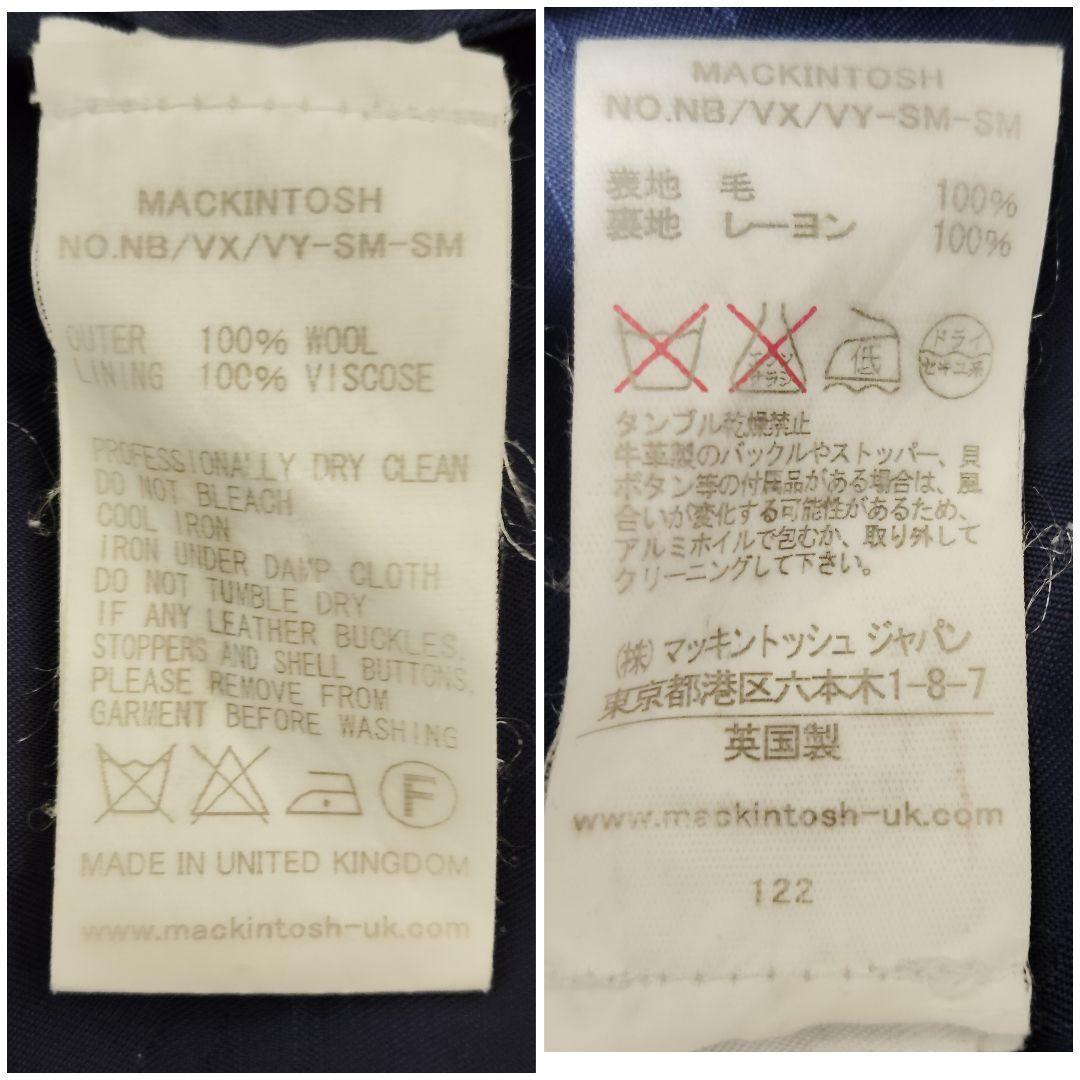 MACKINTOSH
NO.NB/VX/VY-SM-SM
OUTER 100% WOOL
LINING 100% VISCOSE
PROFESSIONALLY DRY CLEAN
DO NOT BLEACH
COOL IRON
IRON UNDER DAMP CLOTH
DO NOT TUMBLE DRY
IF ANY LEATHER BUCKLES,
STOPPERS AND SHELL BUTTONS,
PLEASE REMOVE FROM
GARMENT BEFORE WASHING
F
MADE IN UNITED KINGDOM
www.mackintosh-uk.com
MACKINTOSH
NO.NB/VX/VY-SM-SM
表地 毛 100%
裏地 レーヨン 100%
エンソ
サラシ
低
ドライ
セキユ系
タンブル乾燥禁止
牛革製のバックルやストッパー、貝
ボタン等の付属品がある場合は、風
合いが変化する可能性があるため、
アルミホイルで包むか、取り外して
クリーニングして下さい。
(株)マッキントッシュ ジャパン
東京都港区六本木1-8-7
英国製
www.mackintosh-uk.com
122